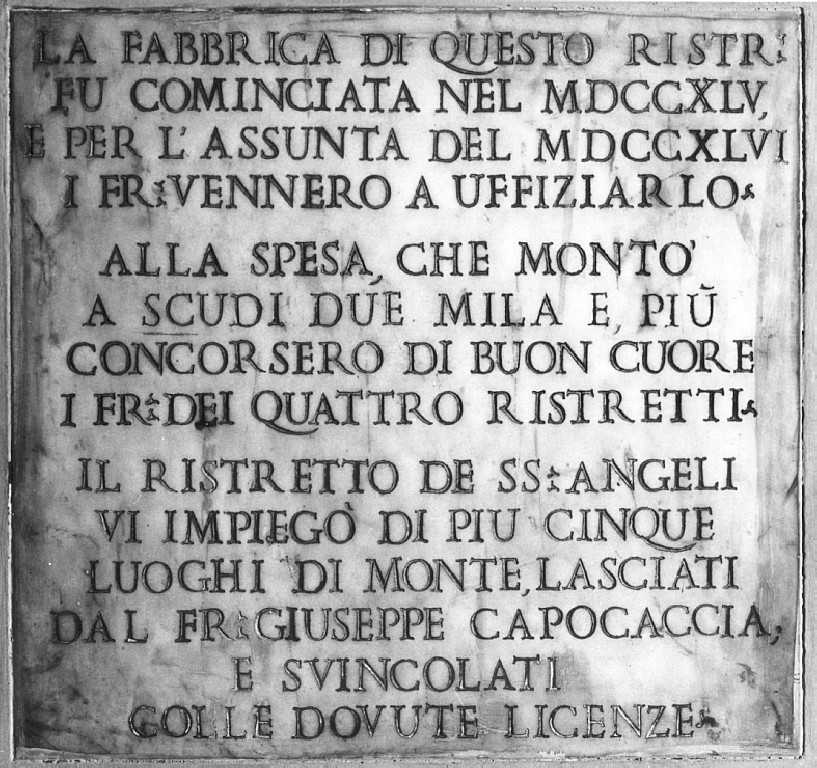 LA FABBRICA DI QUESTO RISTR:
FU COMINCIATA NEL MDCCXLV,
E PER L'ASSUNTA DEL MDCCXLVI
I FR: VENNERO A UFFIZIARLO.
ALLA SPESA, CHE MONTO'
A SCUDI DUE MILA E, PIÙ
CONCORSERO DI BUON CUORE
I FR: DEI QUATTRO RISTRETTI.
IL RISTRETTO DE SS: ANGELI
VI IMPIEGÒ DI PIU CINQUE
LUOGHI DI MONTE, LASCIATI
DAL FR: GIUSEPPE CAPOCACCIA,
E SVINCOLATI
COLLE DOVUTE LICENZE.